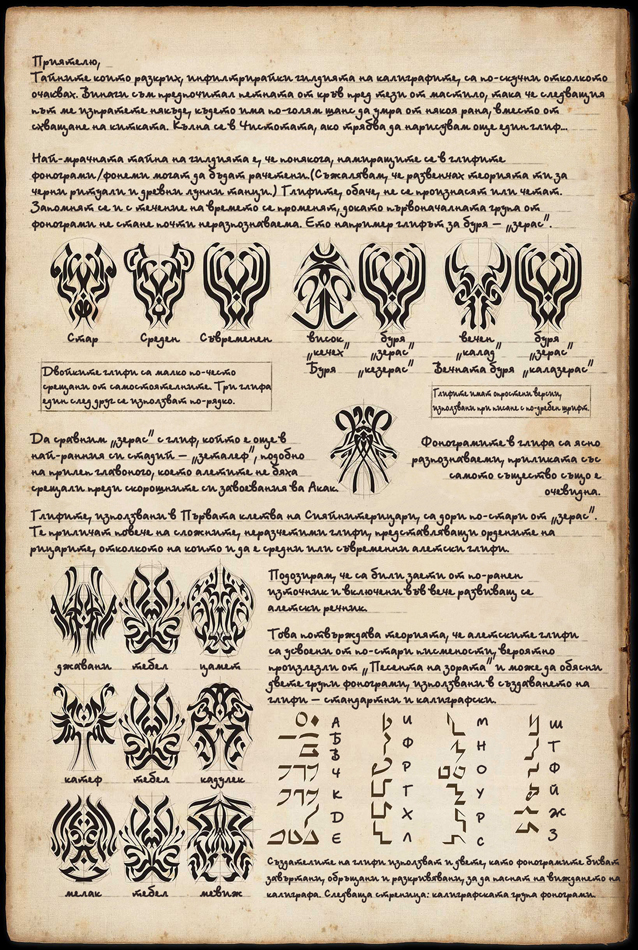 Приятелю,
Тайните които разкрих, инфилтрирайки гилдията на калиграфите, са по-скучни отколкото
очаквах. Винаги съм предпочитал петната от кръв пред тези от мастило, така че следващия
път ме изпратете някъде, където има по-голям шанс да умра от някоя рана, вместо от
схващане на китката. Кълна се в Чистотата, ако трябва да нарисувам още един глиф...
Най-мрачната тайна на гилдията е, че понякога, намиращите се в глифите
фонограми/фонеми могат да бъдат разчетени. (Съжалявам, че развенчах теорията ти за
черни ритуали и древни лунни танци.) Глифите, обаче, не се произнасят или четат.
Запомнят се и с течение на времето се променят, докато първоначалната група от
фонограми не стане почти неразпознаваема. Ето например глифът за буря — „зерас".
Стар Среден Съвременен висок буря вечен буря
„кечех" „зерас" „калад" „зерас"
Буря „кезерас" Вечната буря „калазерас"
Двойките глифи са малко по-често
срещани от самостоятелните. Три глифа
един след друг се използват по-рядко.
Глифите имат опростени версии,
използвани при писане с по-дребен шрифт.
Да сравним „зерас" с глиф, който е още в
най-ранния си стадий — „зеталеф", подобно
на прилеп главоного, което алетите не бяха
срещали преди скорошните си завоевания в Акак.
Фонограмите в глифа са ясно
разпознаваеми, приликата със
самото същество също е
очевидна.
Глифите, използвани в Първата клетва на Сияйните рицари, са дори по-стари от „зерас".
Те приличат повече на сложните, неразчетими глифи, представляващи ордените на
рицарите, отколкото на които и да е средни или съвременни алетски глифи.
джавани тебел цамет
катеф тебел кадулек
мелак тебел мевиж
Подозирам, че са били заети от по-ранен
източник и включени във вече развиващ се
алетски речник.
Това потвърждава теорията, че алетските глифи
са усвоени от по-стари писмености, вероятно
произлезли от „Песента на зората" и може да обясни
двете групи фонограми, използвани в създаването на
глифи — стандартни и калиграфски.
А И М Ш
Б Ф Н Т
В Р О Ф
Ч Г У Й
К Х Р Ж
Д Л С З
Е
Създателите на глифи използват и двете, като фонограмите биват
завъртани, обръщани и разкривявани, за да паснат на виждането на
калиграфа. Следваща страница: калиграфската група фонограми.